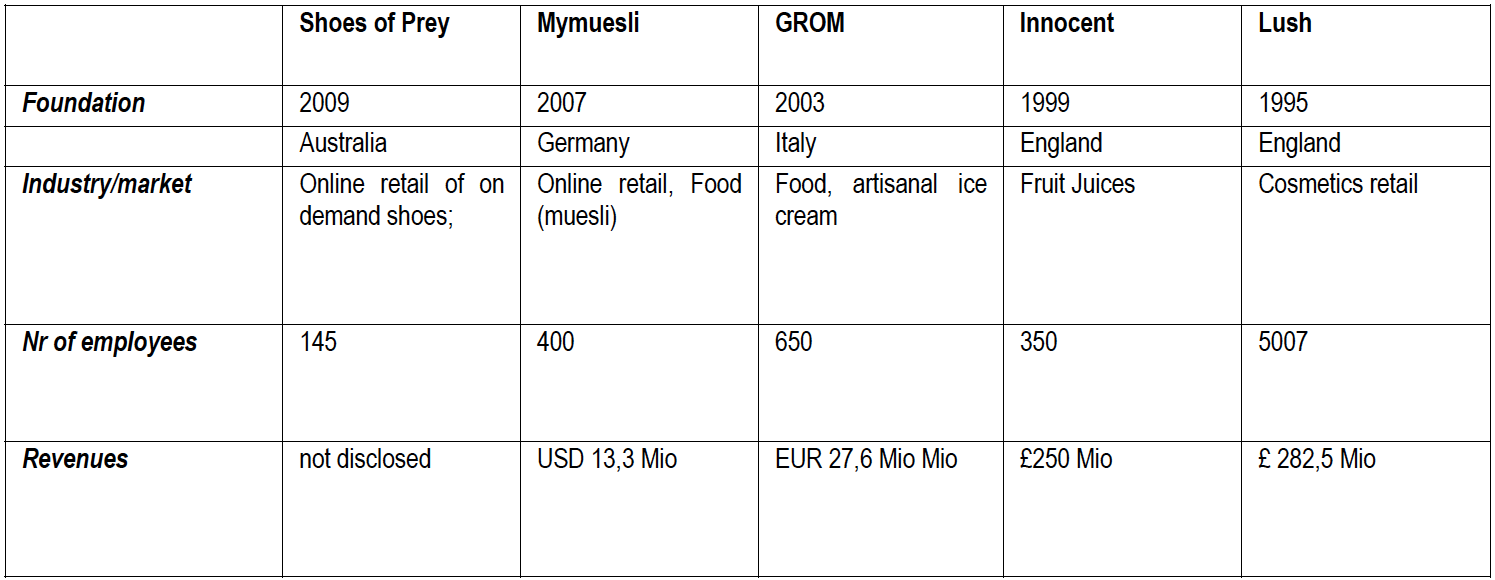 Shoes of Prey Mymuesli GROM Innocent Lush
Foundation 2009 2007 2003 1999 1995
Australia Germany Italy England England
Industry/market Online retail of on Online retail, Food Food, artisanal ice Fruit Juices Cosmetics retail
demand shoes; (muesli) cream
Nr of employees 145 400 650 350 5007
Revenues not disclosed USD 13,3 Mio EUR 27,6 Mio Mio £250 Mio £ 282,5 Mio